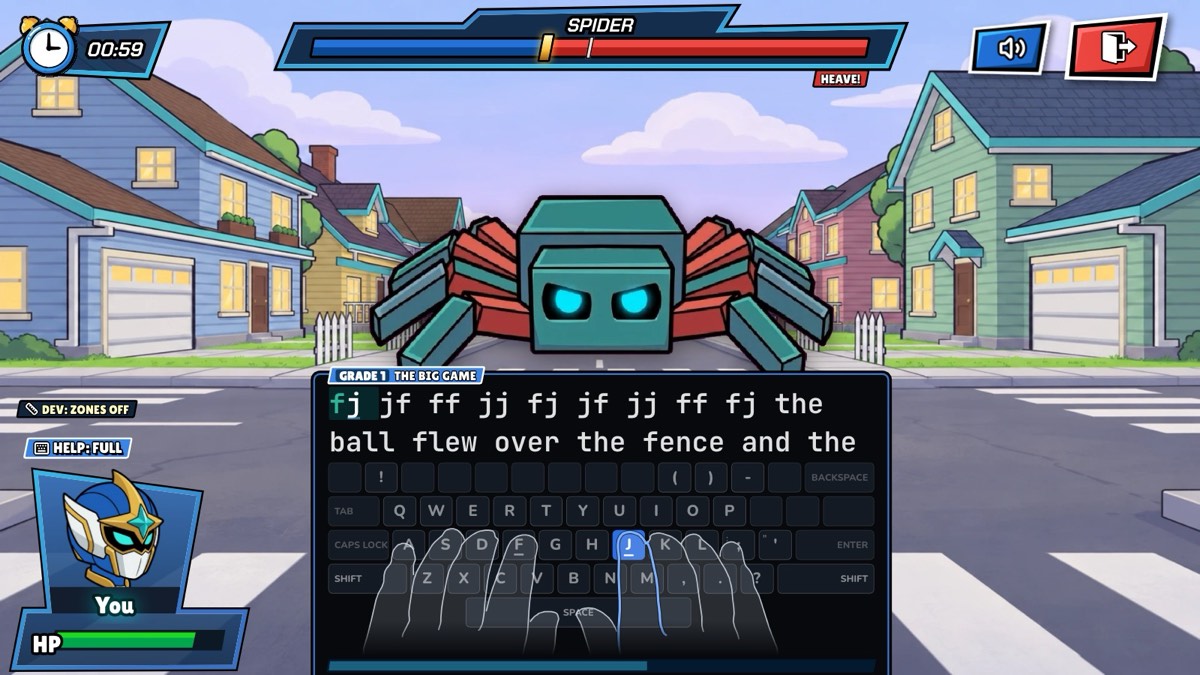 00:59
SPIDER
HEAVE!
GRADE 1 THE BIG GAME
fj jf ff jj fj jf jj ff fj the
ball flew over the fence and the
DEV: ZONES OFF
HELP: FULL
! ( ) - BACKSPACE
TAB Q W E R T Y U I O P
CAPS LOCK A S D F G H J K L ; " ' ENTER
SHIFT Z X C V B N M , . ? SHIFT
SPACE
You
HP